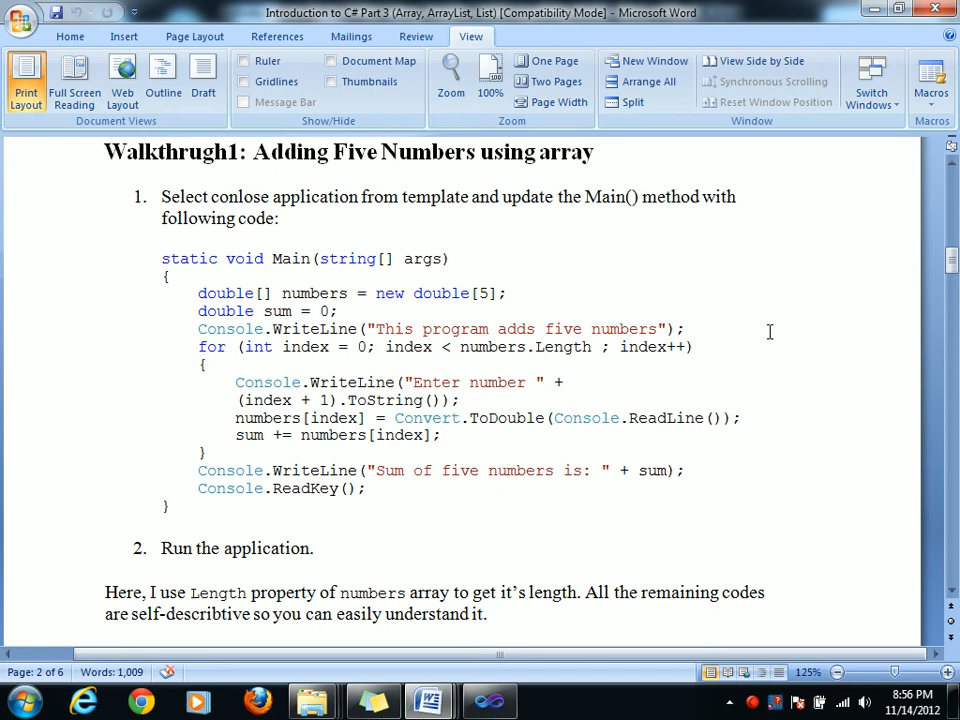 Introduction to C# Part 3 (Array, ArrayList, List) [Compatibility Mode] - Microsoft Word
Home Insert Page Layout References Mailings Review View
Print Layout
Full Screen Reading
Web Layout
Outline
Draft
Document Views
Ruler
Gridlines
Message Bar
Document Map
Thumbnails
Show/Hide
Zoom
100%
One Page
Two Pages
Page Width
Zoom
New Window
Arrange All
Split
View Side by Side
Synchronous Scrolling
Reset Window Position
Switch Windows
Window
Macros
Macros
Walkthrugh1: Adding Five Numbers using array
1. Select conlose application from template and update the Main() method with
following code:
static void Main(string[] args)
{
double[] numbers = new double[5];
double sum = 0;
Console.WriteLine("This program adds five numbers");
for (int index = 0; index < numbers.Length ; index++)
{
Console.WriteLine("Enter number " +
(index + 1).ToString());
numbers[index] = Convert.ToDouble(Console.ReadLine());
sum += numbers[index];
}
Console.WriteLine("Sum of five numbers is: " + sum);
Console.ReadKey();
}
2. Run the application.
Here, I use Length property of numbers array to get it's length. All the remaining codes
are self-describtive so you can easily understand it.
Page: 2 of 6 Words: 1,009 125%
8:56 PM
11/14/2012